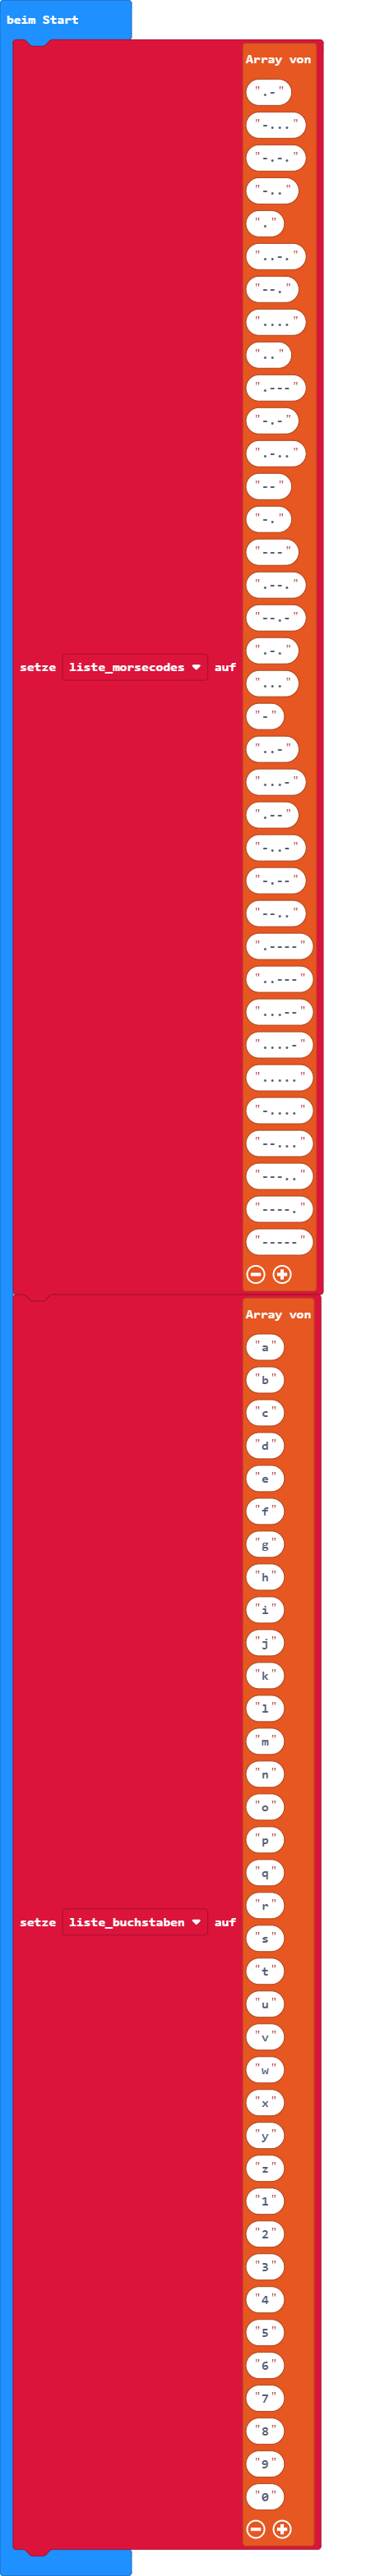 beim Start
Array von
".-"
"-..."
"-.-."
"-.."
"."
"..-."
"--."
"...."
".."
".---"
"-.-"
".-.."
"--"
"-."
"---"
".--."
"--.-"
".-."
setze liste_morsecodes auf
"..."
"-"
"..-"
"...-"
".--"
"-..-"
"-.--"
"--.."
".----"
"..---"
"...--"
"....-"
"....."
"-...."
"--..."
"---.."
"----."
"-----"
Array von
"a"
"b"
"c"
"d"
"e"
"f"
"g"
"h"
"i"
"j"
"k"
"l"
"m"
"n"
"o"
"p"
"q"
"r"
setze liste_buchstaben auf
"s"
"t"
"u"
"v"
"w"
"x"
"y"
"z"
"1"
"2"
"3"
"4"
"5"
"6"
"7"
"8"
"9"
"0"